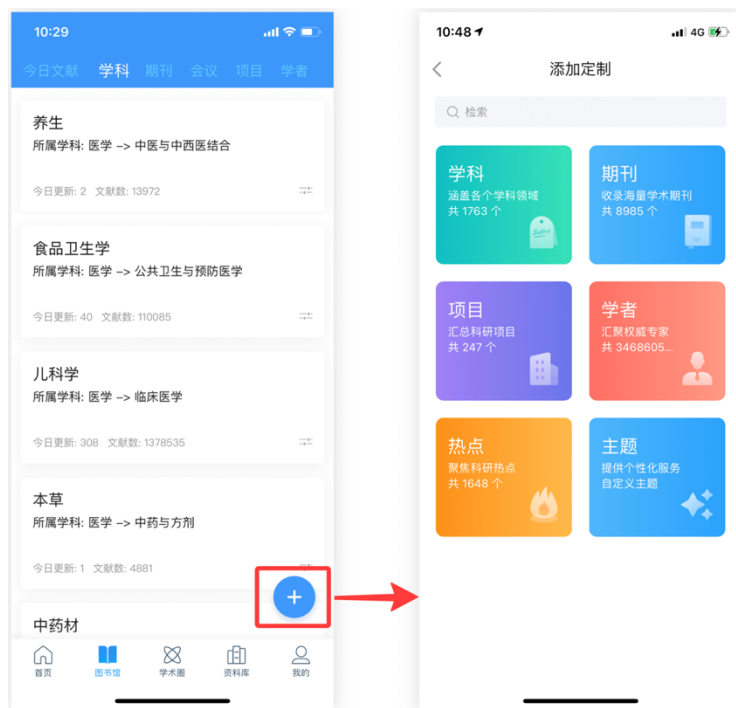 10:29
今日文献 学科 期刊 会议 项目 学者
养生
所属学科: 医学 –> 中医与中西医结合
今日更新: 2 文献数: 13972
食品卫生学
所属学科: 医学 –> 公共卫生与预防医学
今日更新: 40 文献数: 110085
儿科学
所属学科: 医学 –> 临床医学
今日更新: 308 文献数: 1378535
本草
所属学科: 医学 –> 中药与方剂
今日更新: 1 文献数: 4881
中药材
首页 图书馆 学术圈 资料库 我的
10:48 4G
添加定制
检索
学科
涵盖各个学科领域
共 1763 个
期刊
收录海量学术期刊
共 8985 个
项目
汇总科研项目
共 247 个
学者
汇聚权威专家
共 3468605...
热点
聚焦科研热点
共 1648 个
主题
提供个性化服务
自定义主题